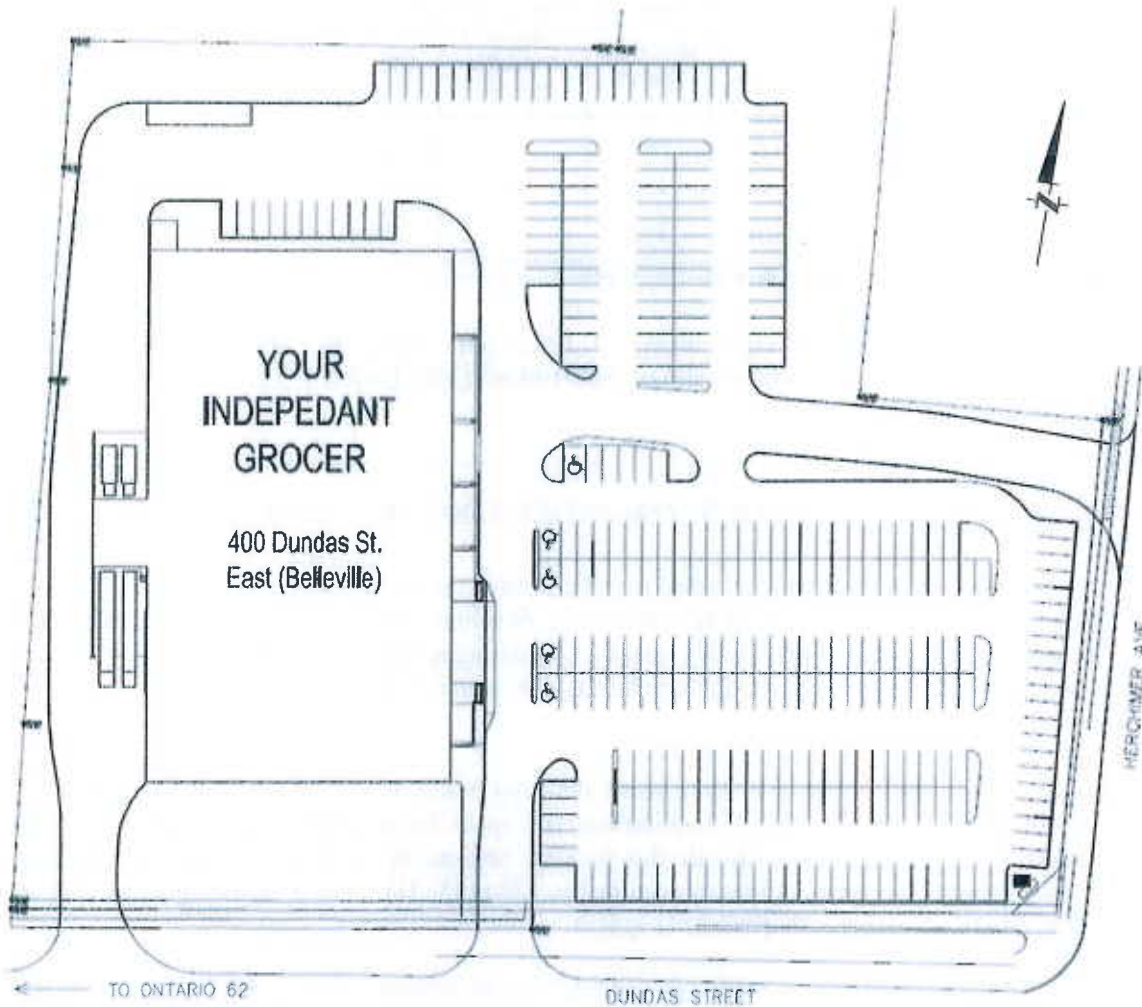 N
YOUR
INDEPEDANT
GROCER
400 Dundas St.
East (Belleville)
HERCHIMER AVE
TO ONTARIO 62
DUNDAS STREET